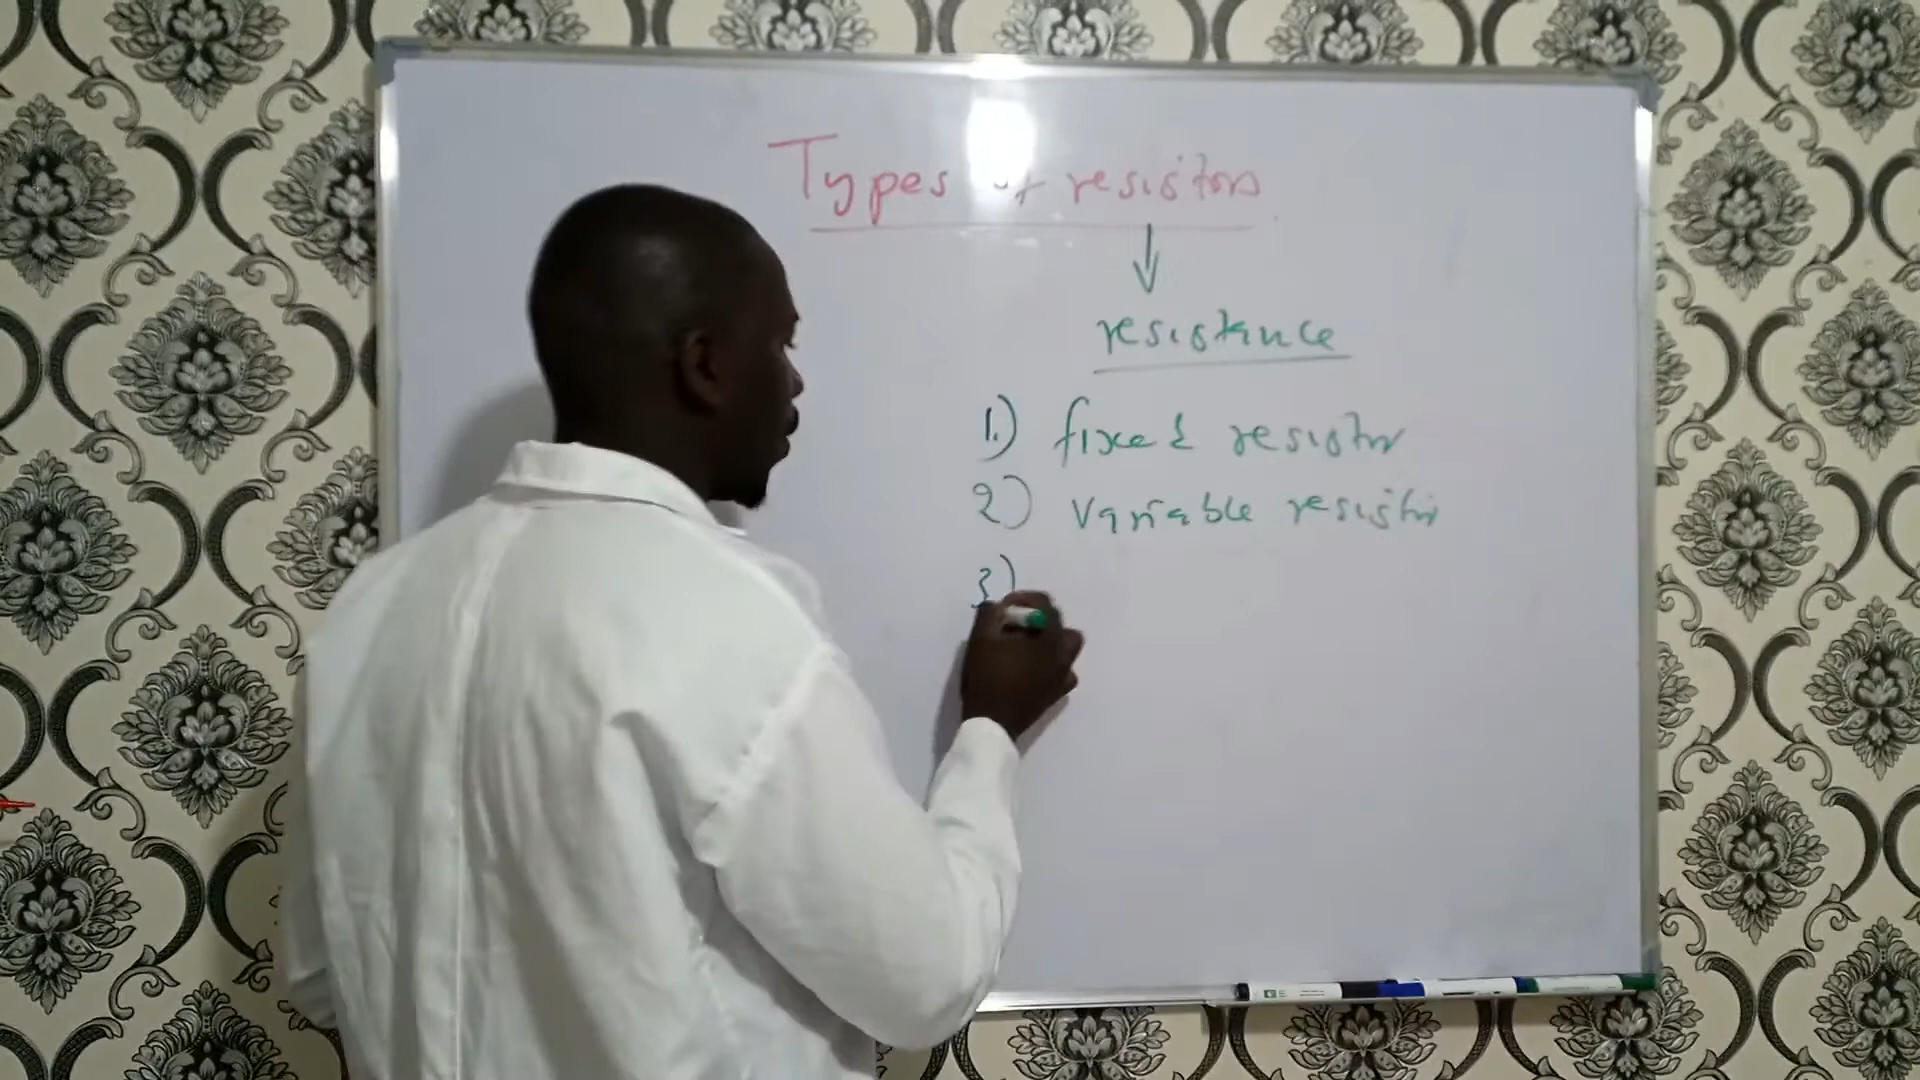 Types of resistors
resistance
1.) fixed resistor
2) variable resistor
3)